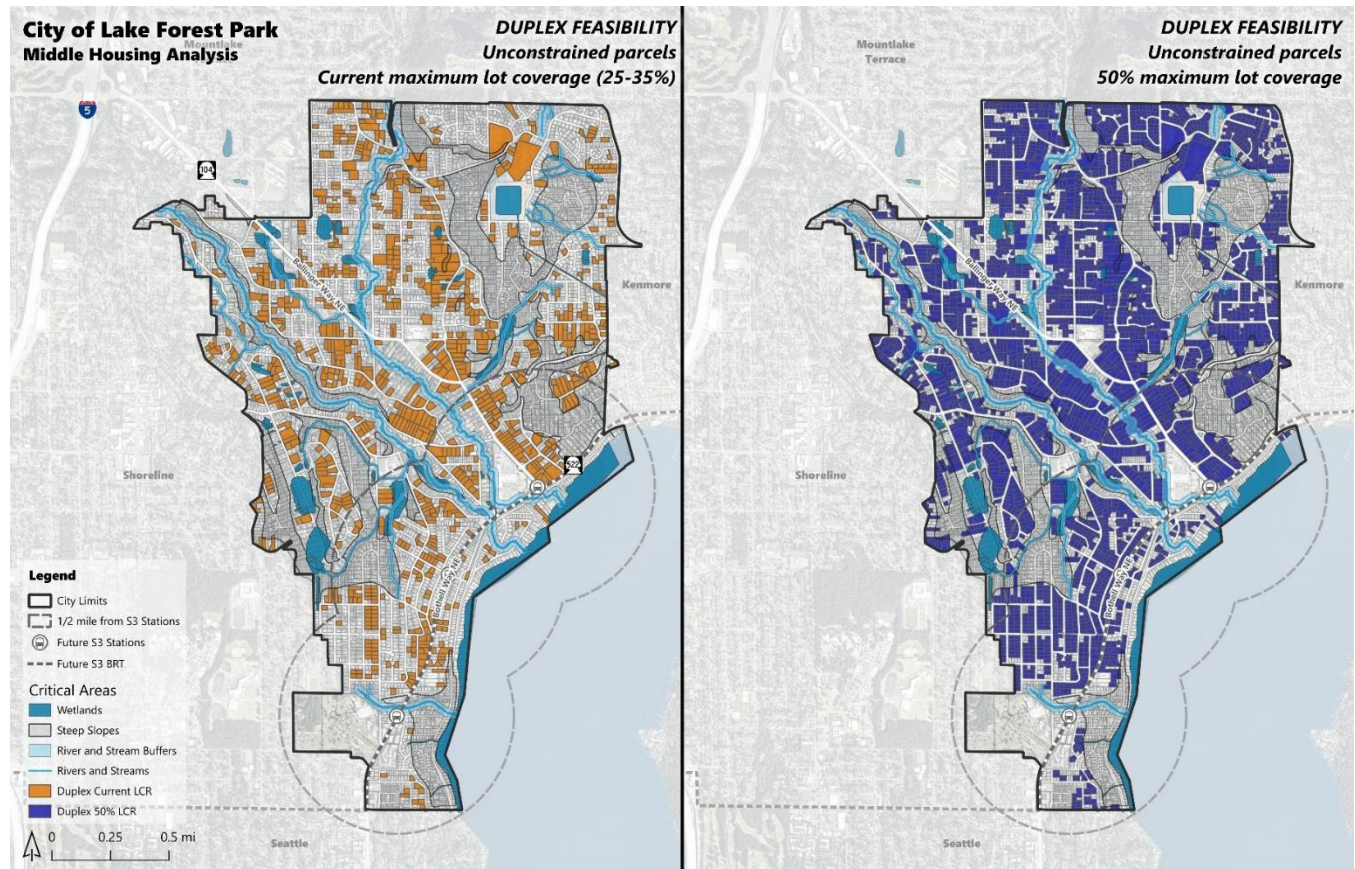 City of Lake Forest Park
Middle Housing Analysis
DUPLEX FEASIBILITY
Unconstrained parcels
Current maximum lot coverage (25-35%)
Mountlake
5
104
Ballinger Way NE
Kenmore
Shoreline
522
Bothell Way NE
Seattle
Legend
City Limits
1/2 mile from S3 Stations
Future S3 Stations
Future S3 BRT
Critical Areas
Wetlands
Steep Slopes
River and Stream Buffers
Rivers and Streams
Duplex Current LCR
Duplex 50% LCR
0 0.25 0.5 mi
DUPLEX FEASIBILITY
Unconstrained parcels
50% maximum lot coverage
Mountlake
Terrace
Ballinger Way NE
Kenmore
Shoreline
Bothell Way NE
Seattle